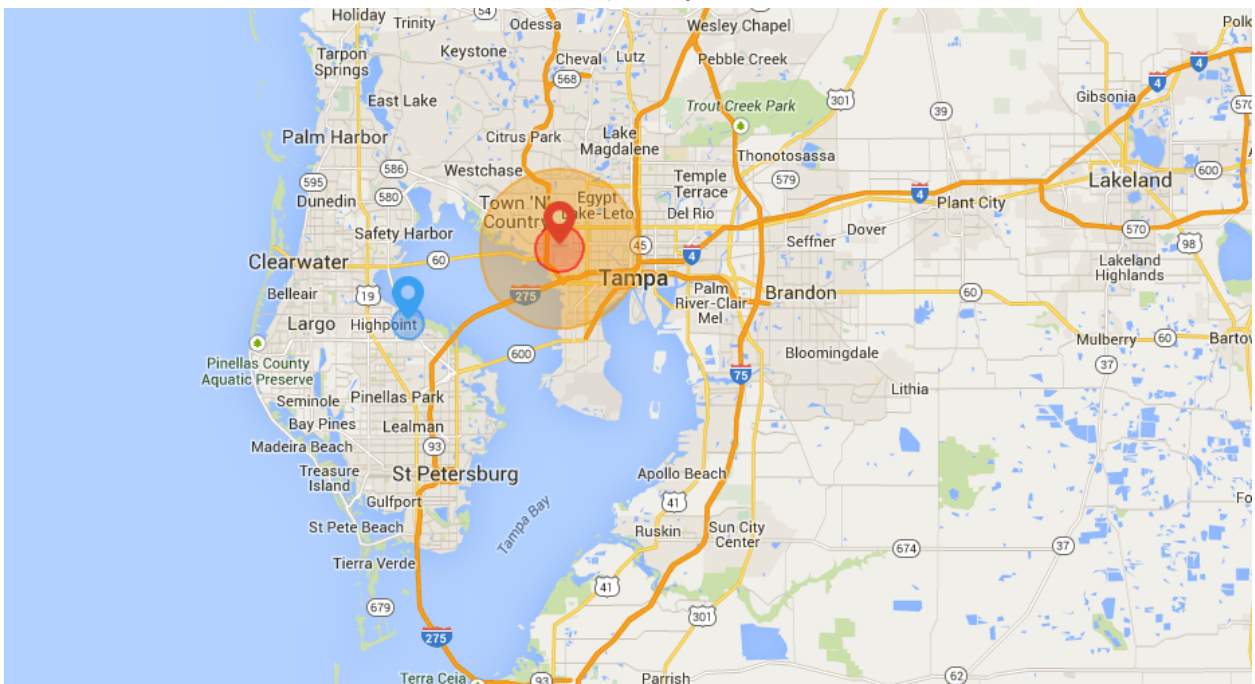 Holiday
Trinity
54
Odessa
Wesley Chapel
Polk
Tarpon
Springs
Keystone
Cheval
Lutz
Pebble Creek
4
4
568
East Lake
Trout Creek Park
301
Gibsonia
39
570
Palm Harbor
Citrus Park
Lake
Magdalene
Thonotosassa
586
Westchase
595
580
Dunedin
Town 'N'
Country
Egypt
Lake-Leto
Temple
Terrace
579
4
Lakeland
600
Del Rio
Plant City
Safety Harbor
45
Seffner
Dover
570
98
Clearwater
60
4
Lakeland
Highlands
Tampa
Belleair
19
275
Palm
River-Clair
Mel
Brandon
60
Largo
Highpoint
Mulberry
60
Bartow
600
Bloomingdale
Pinellas County
Aquatic Preserve
75
37
Lithia
Seminole
Pinellas Park
Bay Pines
Lealman
Madeira Beach
93
Treasure
Island
St Petersburg
Apollo Beach
Gulfport
41
Fo
St Pete Beach
Tampa Bay
Ruskin
Sun City
Center
674
37
Tierra Verde
41
679
301
275
Terra Ceia
93
Parrish
62